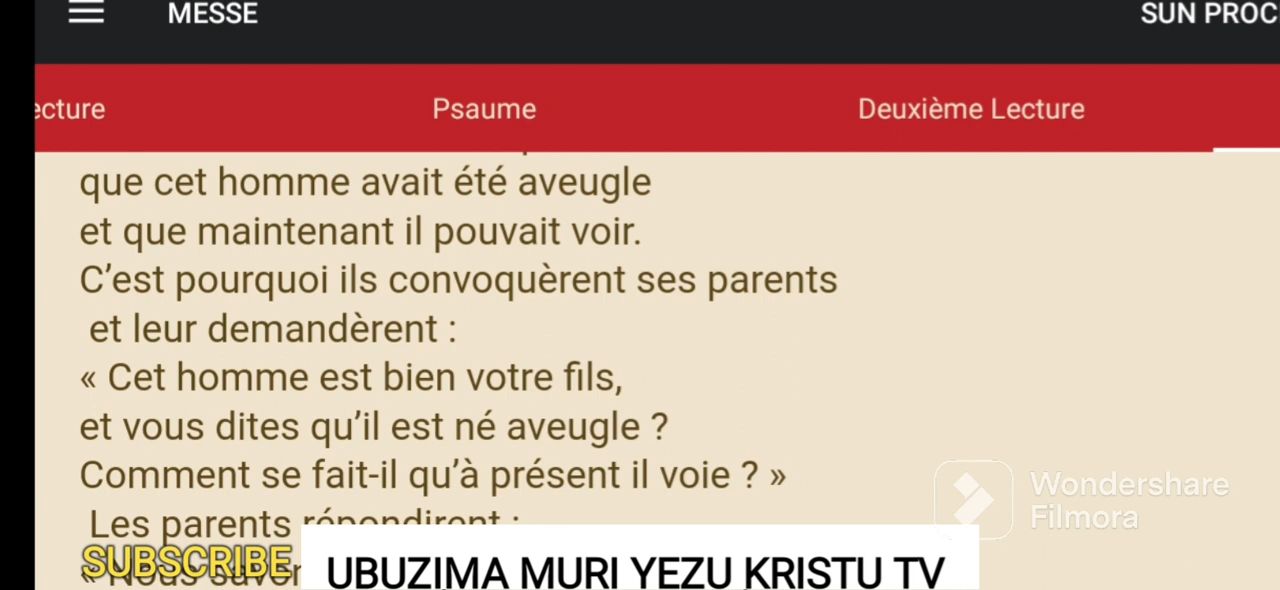 MESSE SUN PROC
ecture Psaume Deuxième Lecture
que cet homme avait été aveugle
et que maintenant il pouvait voir.
C’est pourquoi ils convoquèrent ses parents
et leur demandèrent :
« Cet homme est bien votre fils,
et vous dites qu’il est né aveugle ?
Comment se fait-il qu’à présent il voie ? »
Wondershare
Filmora
Les parents répondirent :
« Nous
SUBSCRIBE
UBUZIMA MURI YEZU KRISTU TV